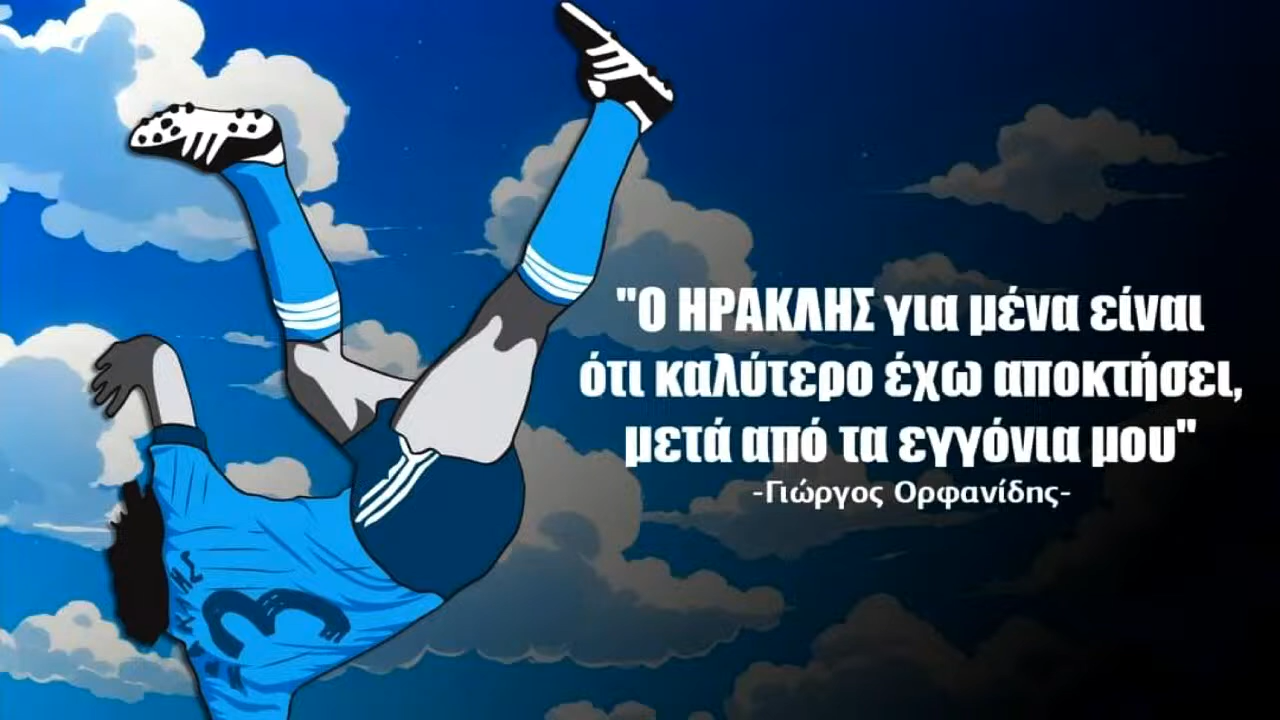 "Ο ΗΡΑΚΛΗΣ για μένα είναι
ότι καλύτερο έχω αποκτήσει,
μετά από τα εγγόνια μου"
-Γιώργος Ορφανίδης-